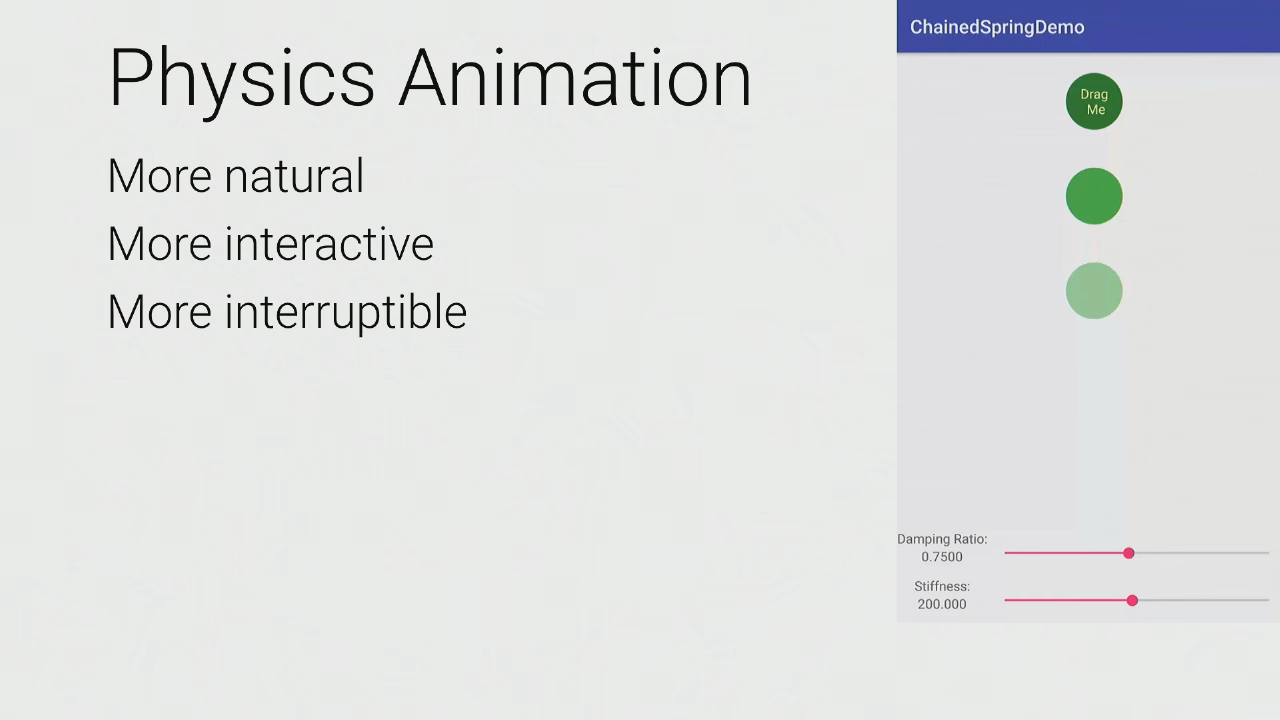 Physics Animation
More natural
More interactive
More interruptible
ChainedSpringDemo
Drag
Me
Damping Ratio:
0.7500
Stiffness:
200.000